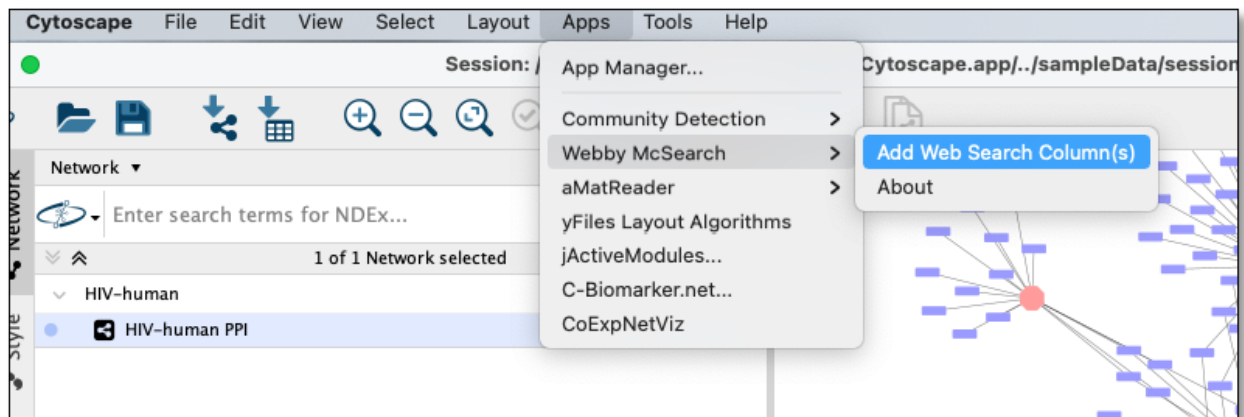 Cytoscape File Edit View Select Layout Apps Tools Help
Session: / Cytoscape.app/../sampleData/session
App Manager...
Community Detection
Webby McSearch
Add Web Search Column(s)
aMatReader
About
yFiles Layout Algorithms
jActiveModules...
C-Biomarker.net...
CoExpNetViz
Network
Network ▾
Enter search terms for NDEx...
1 of 1 Network selected
HIV-human
HIV-human PPI
Style